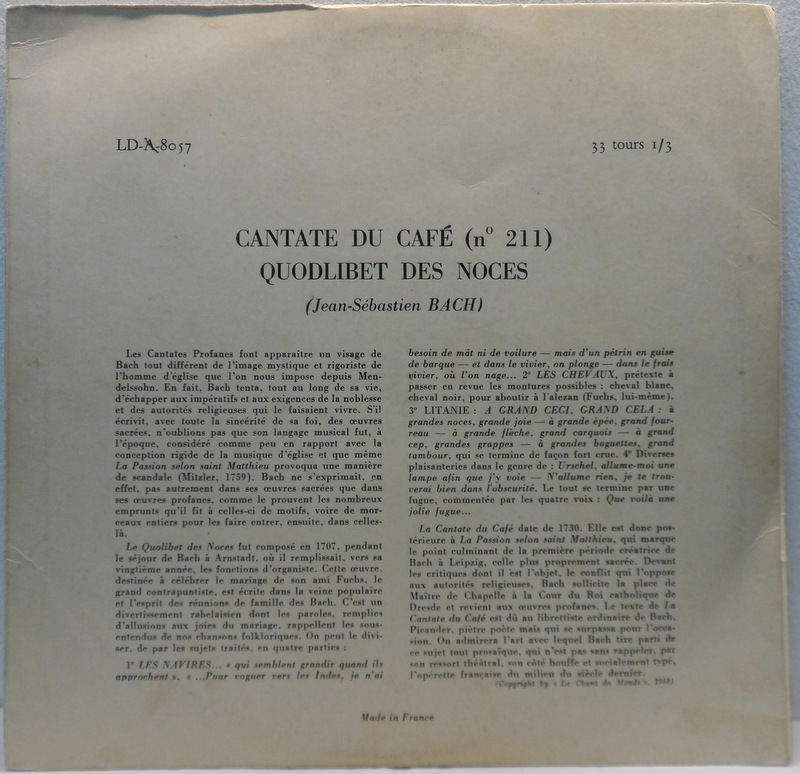 LD-A-8057
33 tours 1/3
CANTATE DU CAFÉ (nº 211)
QUODLIBET DES NOCES
(Jean-Sébastien BACH)
Les Cantates Profanes font apparaître un visage de
Bach tout différent de l'image mystique et rigoriste de
l'homme d'église que l'on nous impose depuis Men-
delssohn. En fait, Bach tenta, tout au long de sa vie,
d'échapper aux impératifs et aux exigences de la noblesse
et des autorités religieuses qui le faisaient vivre. S'il
écrivit, avec toute la sincérité de sa foi, des œuvres
sacrées, n'oublions pas que son langage musical fut, à
l'époque, considéré comme peu en rapport avec la
conception rigide de la musique d'église et que même
La Passion selon saint Matthieu provoqua une manière
de scandale (Mitzler, 1759). Bach ne s'exprimait, en
effet, pas autrement dans ses œuvres sacrées que dans
ses œuvres profanes, comme le prouvent les nombreux
emprunts qu'il fit à celles-ci de motifs, voire de mor-
ceaux entiers pour les faire entrer, ensuite, dans celles-
là.
Le Quolibet des Noces fut composé en 1707, pendant
le séjour de Bach à Arnstadt, où il remplissait, vers sa
vingtième année, les fonctions d'organiste. Cette œuvre,
destinée à célébrer le mariage de son ami Fuchs, le
grand contrapuntiste, est écrite dans la veine populaire
et l'esprit des réunions de famille des Bach. C'est un
divertissement rabelaisien dont les paroles, remplies
d'allusions aux joies du mariage, rappellent les sous-
entendus de nos chansons folkloriques. On peut le divi-
ser, de par les sujets traités, en quatre parties :
1º LES NAVIRES... « qui semblent grandir quand ils
approchent ». « ...Pour voguer vers les Indes, je n'ai
besoin de mât ni de voilure — mais d'un pétrin en guise
de barque — et dans le vivier, on plonge — dans le frais
vivier, où l'on nage... 2º LES CHEVAUX, prétexte à
passer en revue les montures possibles : cheval blanc,
cheval noir, pour aboutir à l'alezan (Fuchs, lui-même).
3º LITANIE : A GRAND CECI, GRAND CELA : à
grandes noces, grande joie — à grande épée, grand four-
reau — à grande flèche, grand carquois — à grand
cep, grandes grappes — à grandes baguettes, grand
tambour, qui se termine de façon fort crue. 4º Diverses
plaisanteries dans le genre de : Urschel, allume-moi une
lampe afin que j'y voie — N'allume rien, je te trou-
verai bien dans l'obscurité. Le tout se termine par une
fugue, commentée par les quatre voix : Que voilà une
jolie fugue...
La Cantate du Café date de 1730. Elle est donc pos-
térieure à La Passion selon saint Matthieu, qui marque
le point culminant de la première période créatrice de
Bach à Leipzig, celle plus proprement sacrée. Devant
les critiques dont il est l'objet, le conflit qui l'oppose
aux autorités religieuses, Bach sollicite la place de
Maître de Chapelle à la Cour du Roi catholique de
Dresde et revient aux œuvres profanes. Le texte de La
Cantate du Café est dû au librettiste ordinaire de Bach,
Picander, piètre poète mais qui se surpassa pour l'occa-
sion. On admirera l'art avec lequel Bach tire parti de
ce sujet tout prosaïque, qui n'est pas sans rappeler, par
son ressort théâtral, son côté bouffe et socialement typé,
l'opérette française du milieu du siècle dernier.
(Copyright by « Le Chant du Monde »,
Made in France